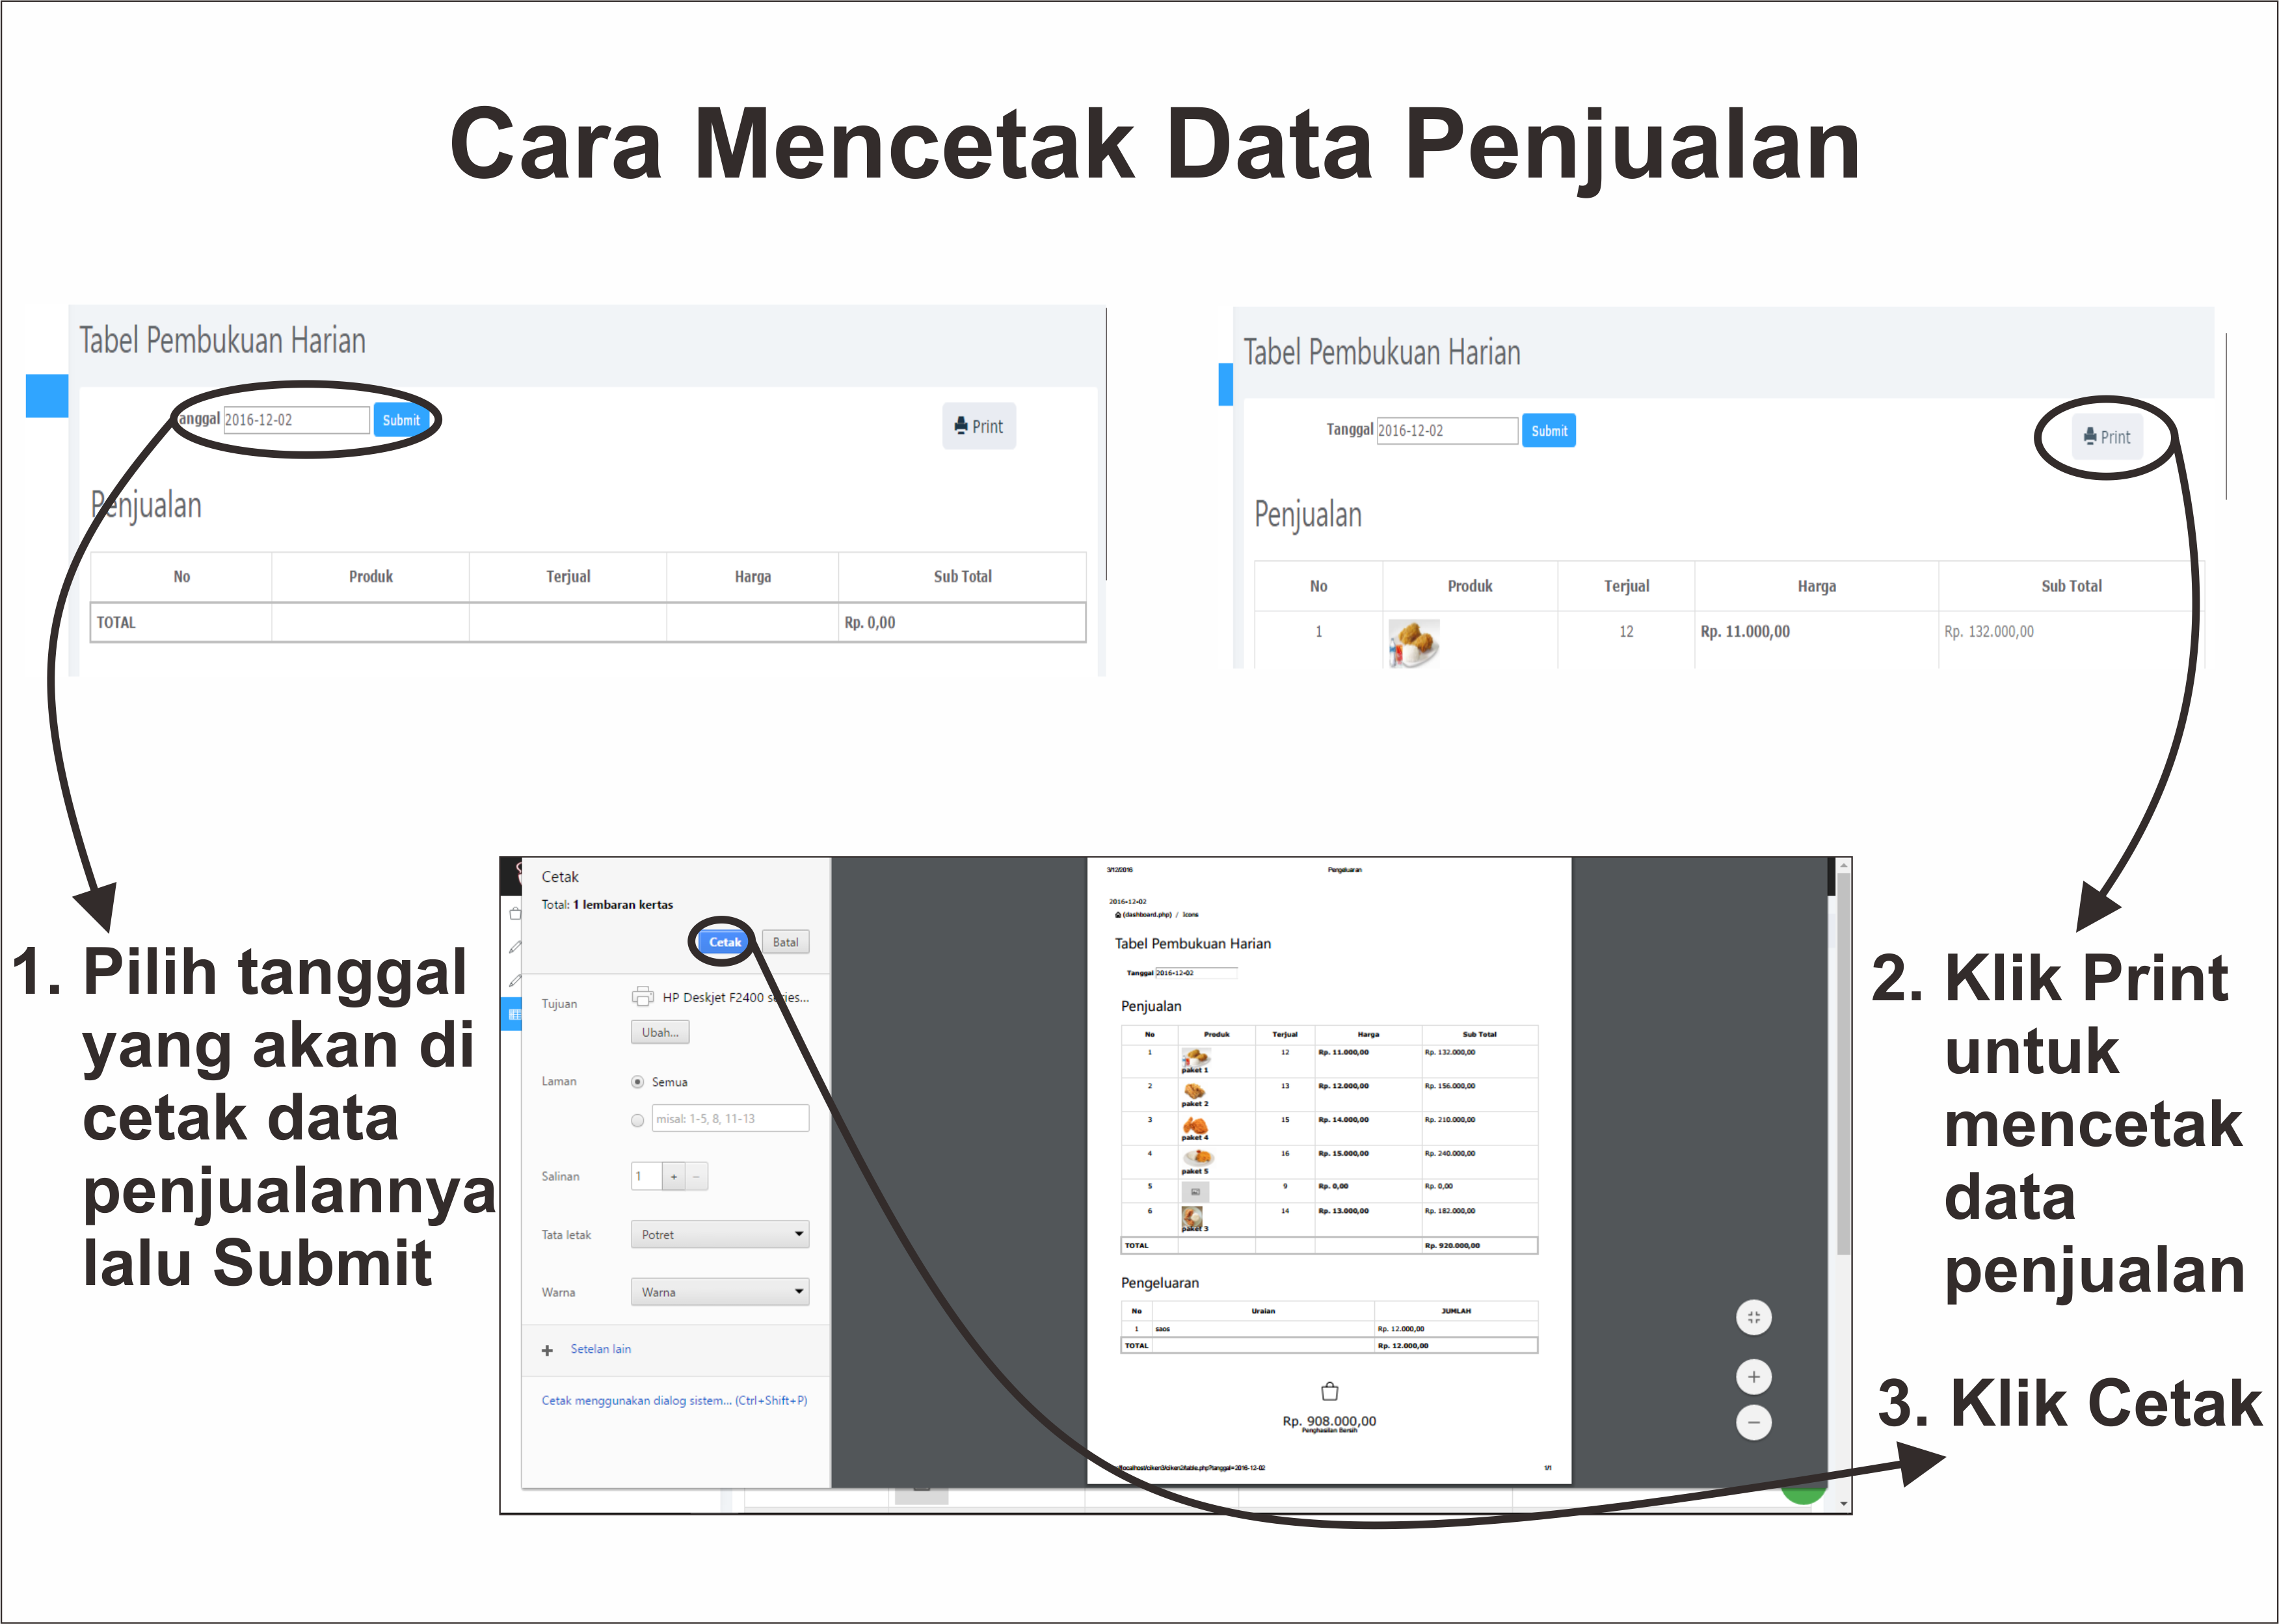 Cara Mencetak Data Penjualan
Tabel Pembukuan Harian
anggal 2016-12-02 Submit
Print
Penjualan
No Produk Terjual Harga Sub Total
TOTAL Rp. 0,00
Tabel Pembukuan Harian
Tanggal 2016-12-02 Submit
Print
Penjualan
No Produk Terjual Harga Sub Total
1 12 Rp. 11.000,00 Rp. 132.000,00
1. Pilih tanggal
yang akan di
cetak data
penjualannya
lalu Submit
Cetak
Total: 1 lembaran kertas
Cetak Batal
Tujuan HP Deskjet F2400 series...
Ubah...
Laman Semua
misal: 1-5, 8, 11-13
Salinan 1 + -
Tata letak Potret
Warna Warna
+ Setelan lain
Cetak menggunakan dialog sistem... (Ctrl+Shift+P)
3/12/2016 Pengeluaran
2016-12-02
(dashboard.php) / Icons
Tabel Pembukuan Harian
Tanggal 2016-12-02
Penjualan
No Produk Terjual Harga Sub Total
1 paket 1 12 Rp. 11.000,00 Rp. 132.000,00
2 paket 2 13 Rp. 12.000,00 Rp. 156.000,00
3 paket 4 15 Rp. 14.000,00 Rp. 210.000,00
4 paket 5 16 Rp. 15.000,00 Rp. 240.000,00
5 9 Rp. 0,00 Rp. 0,00
6 paket 3 14 Rp. 13.000,00 Rp. 182.000,00
TOTAL Rp. 920.000,00
Pengeluaran
No Uraian JUMLAH
1 saos Rp. 12.000,00
TOTAL Rp. 12.000,00
Rp. 908.000,00
Penghasilan Bersih
1/1
2. Klik Print
untuk
mencetak
data
penjualan
3. Klik Cetak